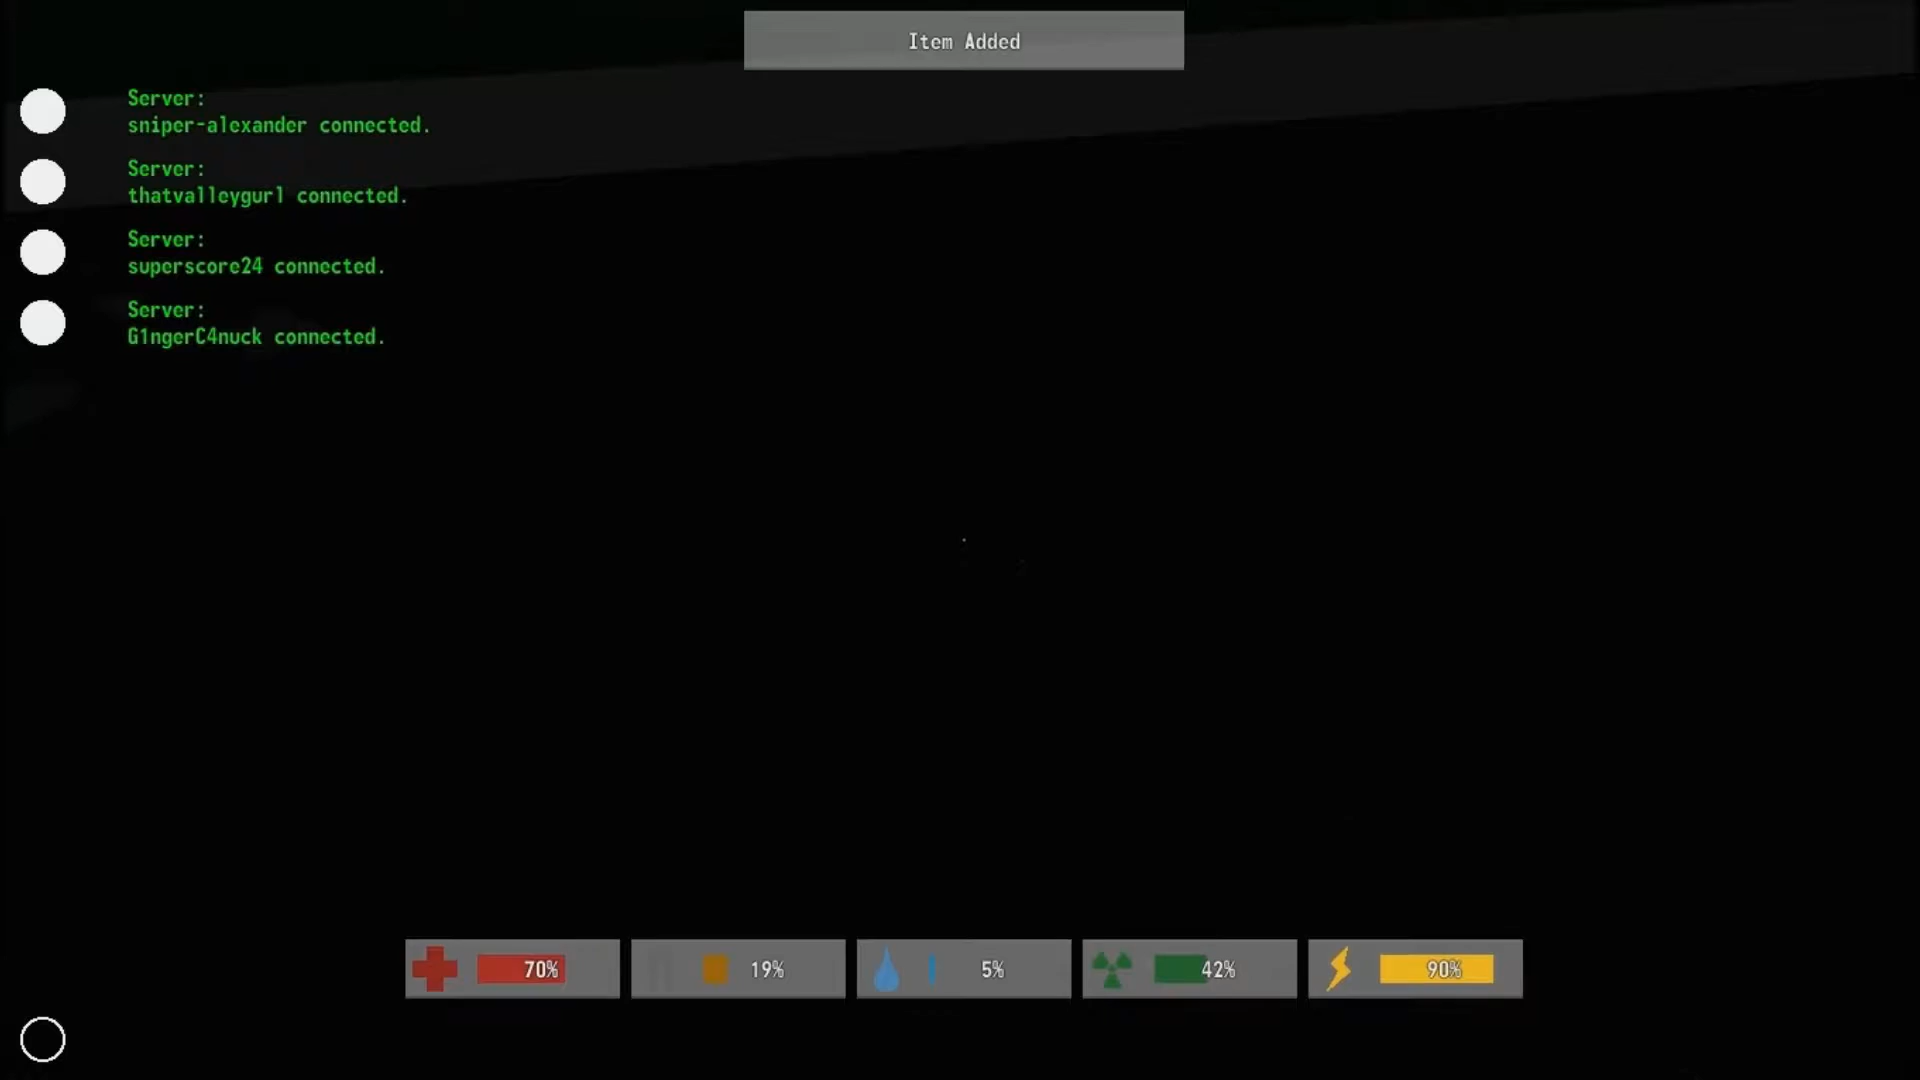 Item Added
Server:
sniper-alexander connected.
Server:
thatvalleygurl connected.
Server:
superscore24 connected.
Server:
G1ngerC4nuck connected.
70%
19%
5%
42%
90%